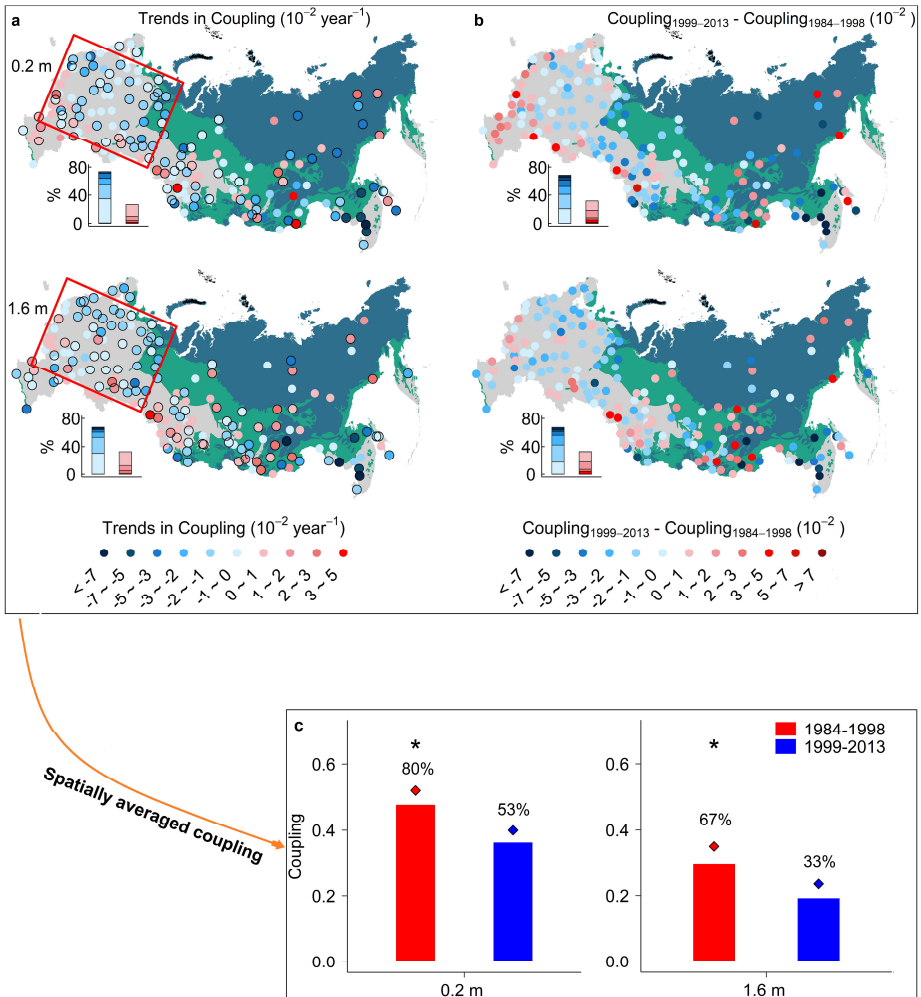 a
Trends in Coupling (10⁻² year⁻¹)
b
Coupling₁₉₉₉₋₂₀₁₃ - Coupling₁₉₈₄₋₁₉₉₈ (10⁻² )
0.2 m
80
40
0
%
80
40
0
%
1.6 m
80
40
0
%
80
40
0
%
Trends in Coupling (10⁻² year⁻¹)
< -7
-7 ~ -5
-5 ~ -3
-3 ~ -2
-2 ~ -1
-1 ~ 0
0 ~ 1
1 ~ 2
2 ~ 3
3 ~ 5
Coupling₁₉₉₉₋₂₀₁₃ - Coupling₁₉₈₄₋₁₉₉₈ (10⁻² )
< -7
-7 ~ -5
-5 ~ -3
-3 ~ -2
-2 ~ -1
-1 ~ 0
0 ~ 1
1 ~ 2
2 ~ 3
3 ~ 5
5 ~ 7
> 7
Spatially averaged coupling
c
Coupling
0.6
0.4
0.2
0.0
*
80%
53%
0.2 m
0.6
0.4
0.2
0.0
*
67%
33%
1.6 m
1984-1998
1999-2013